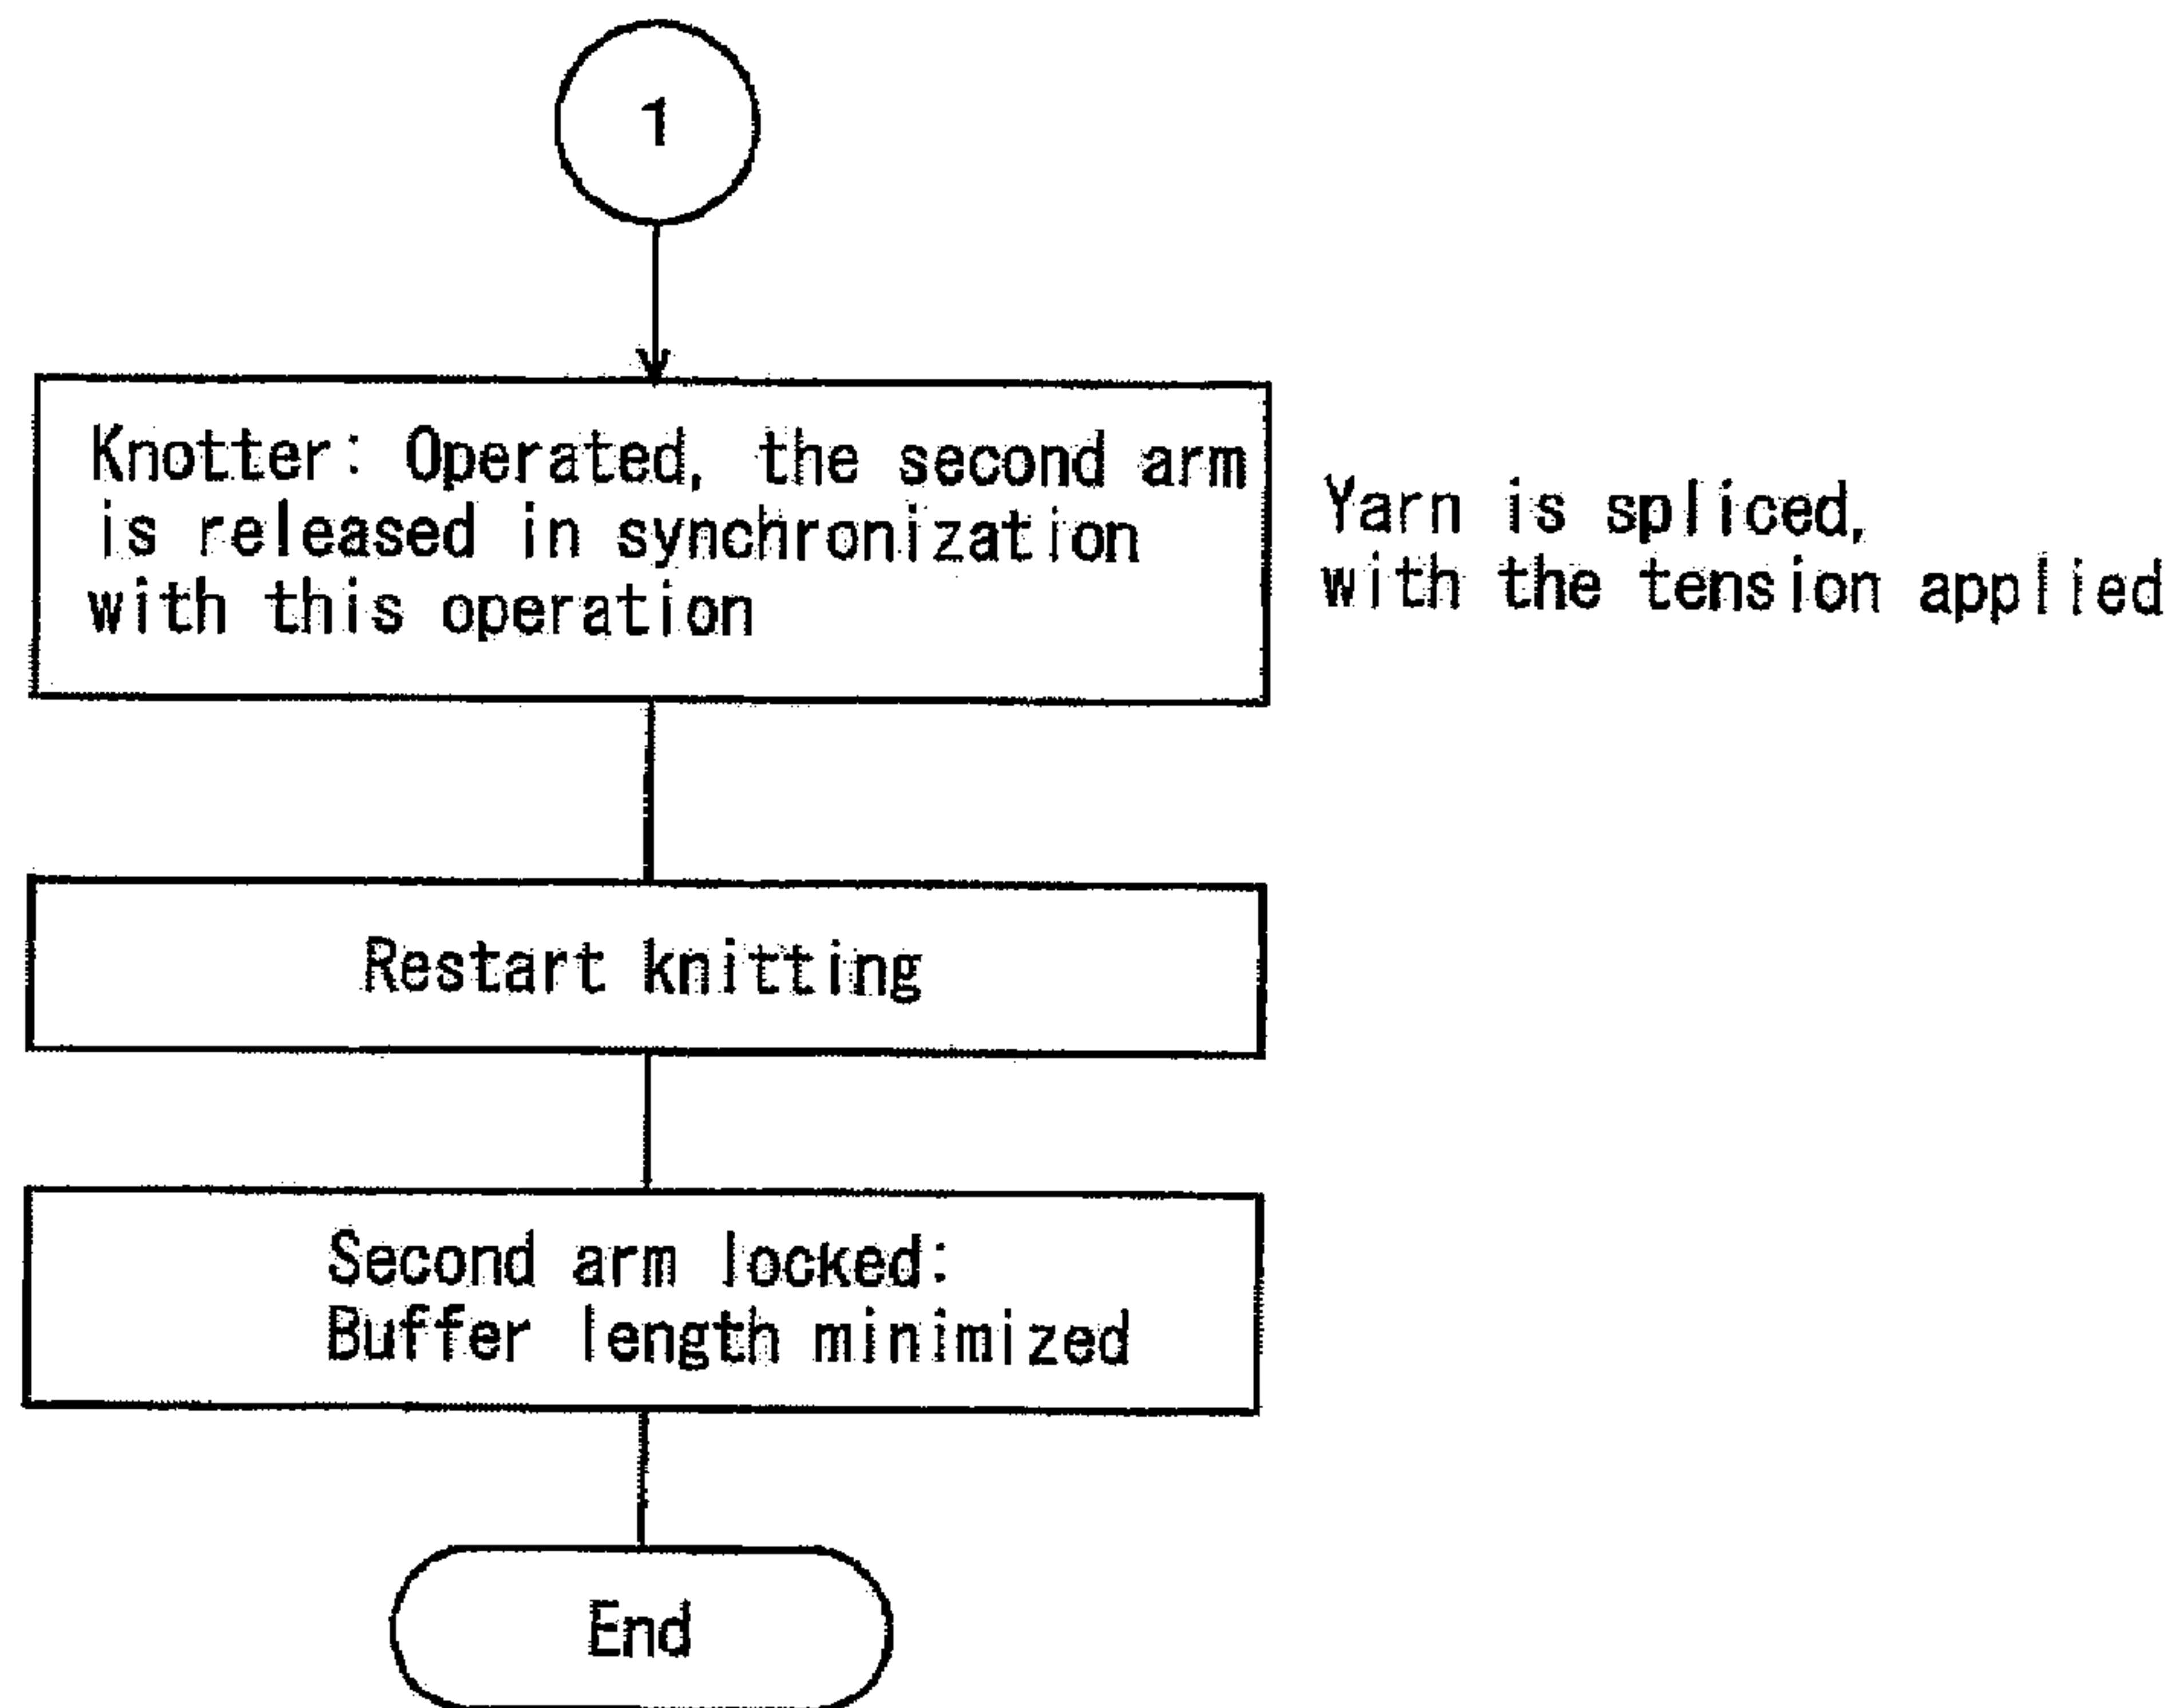 1
Knotter: Operated, the second arm
is released in synchronization
with this operation
Yarn is spliced,
with the tension applied
Restart knitting
Second arm locked:
Buffer length minimized
End